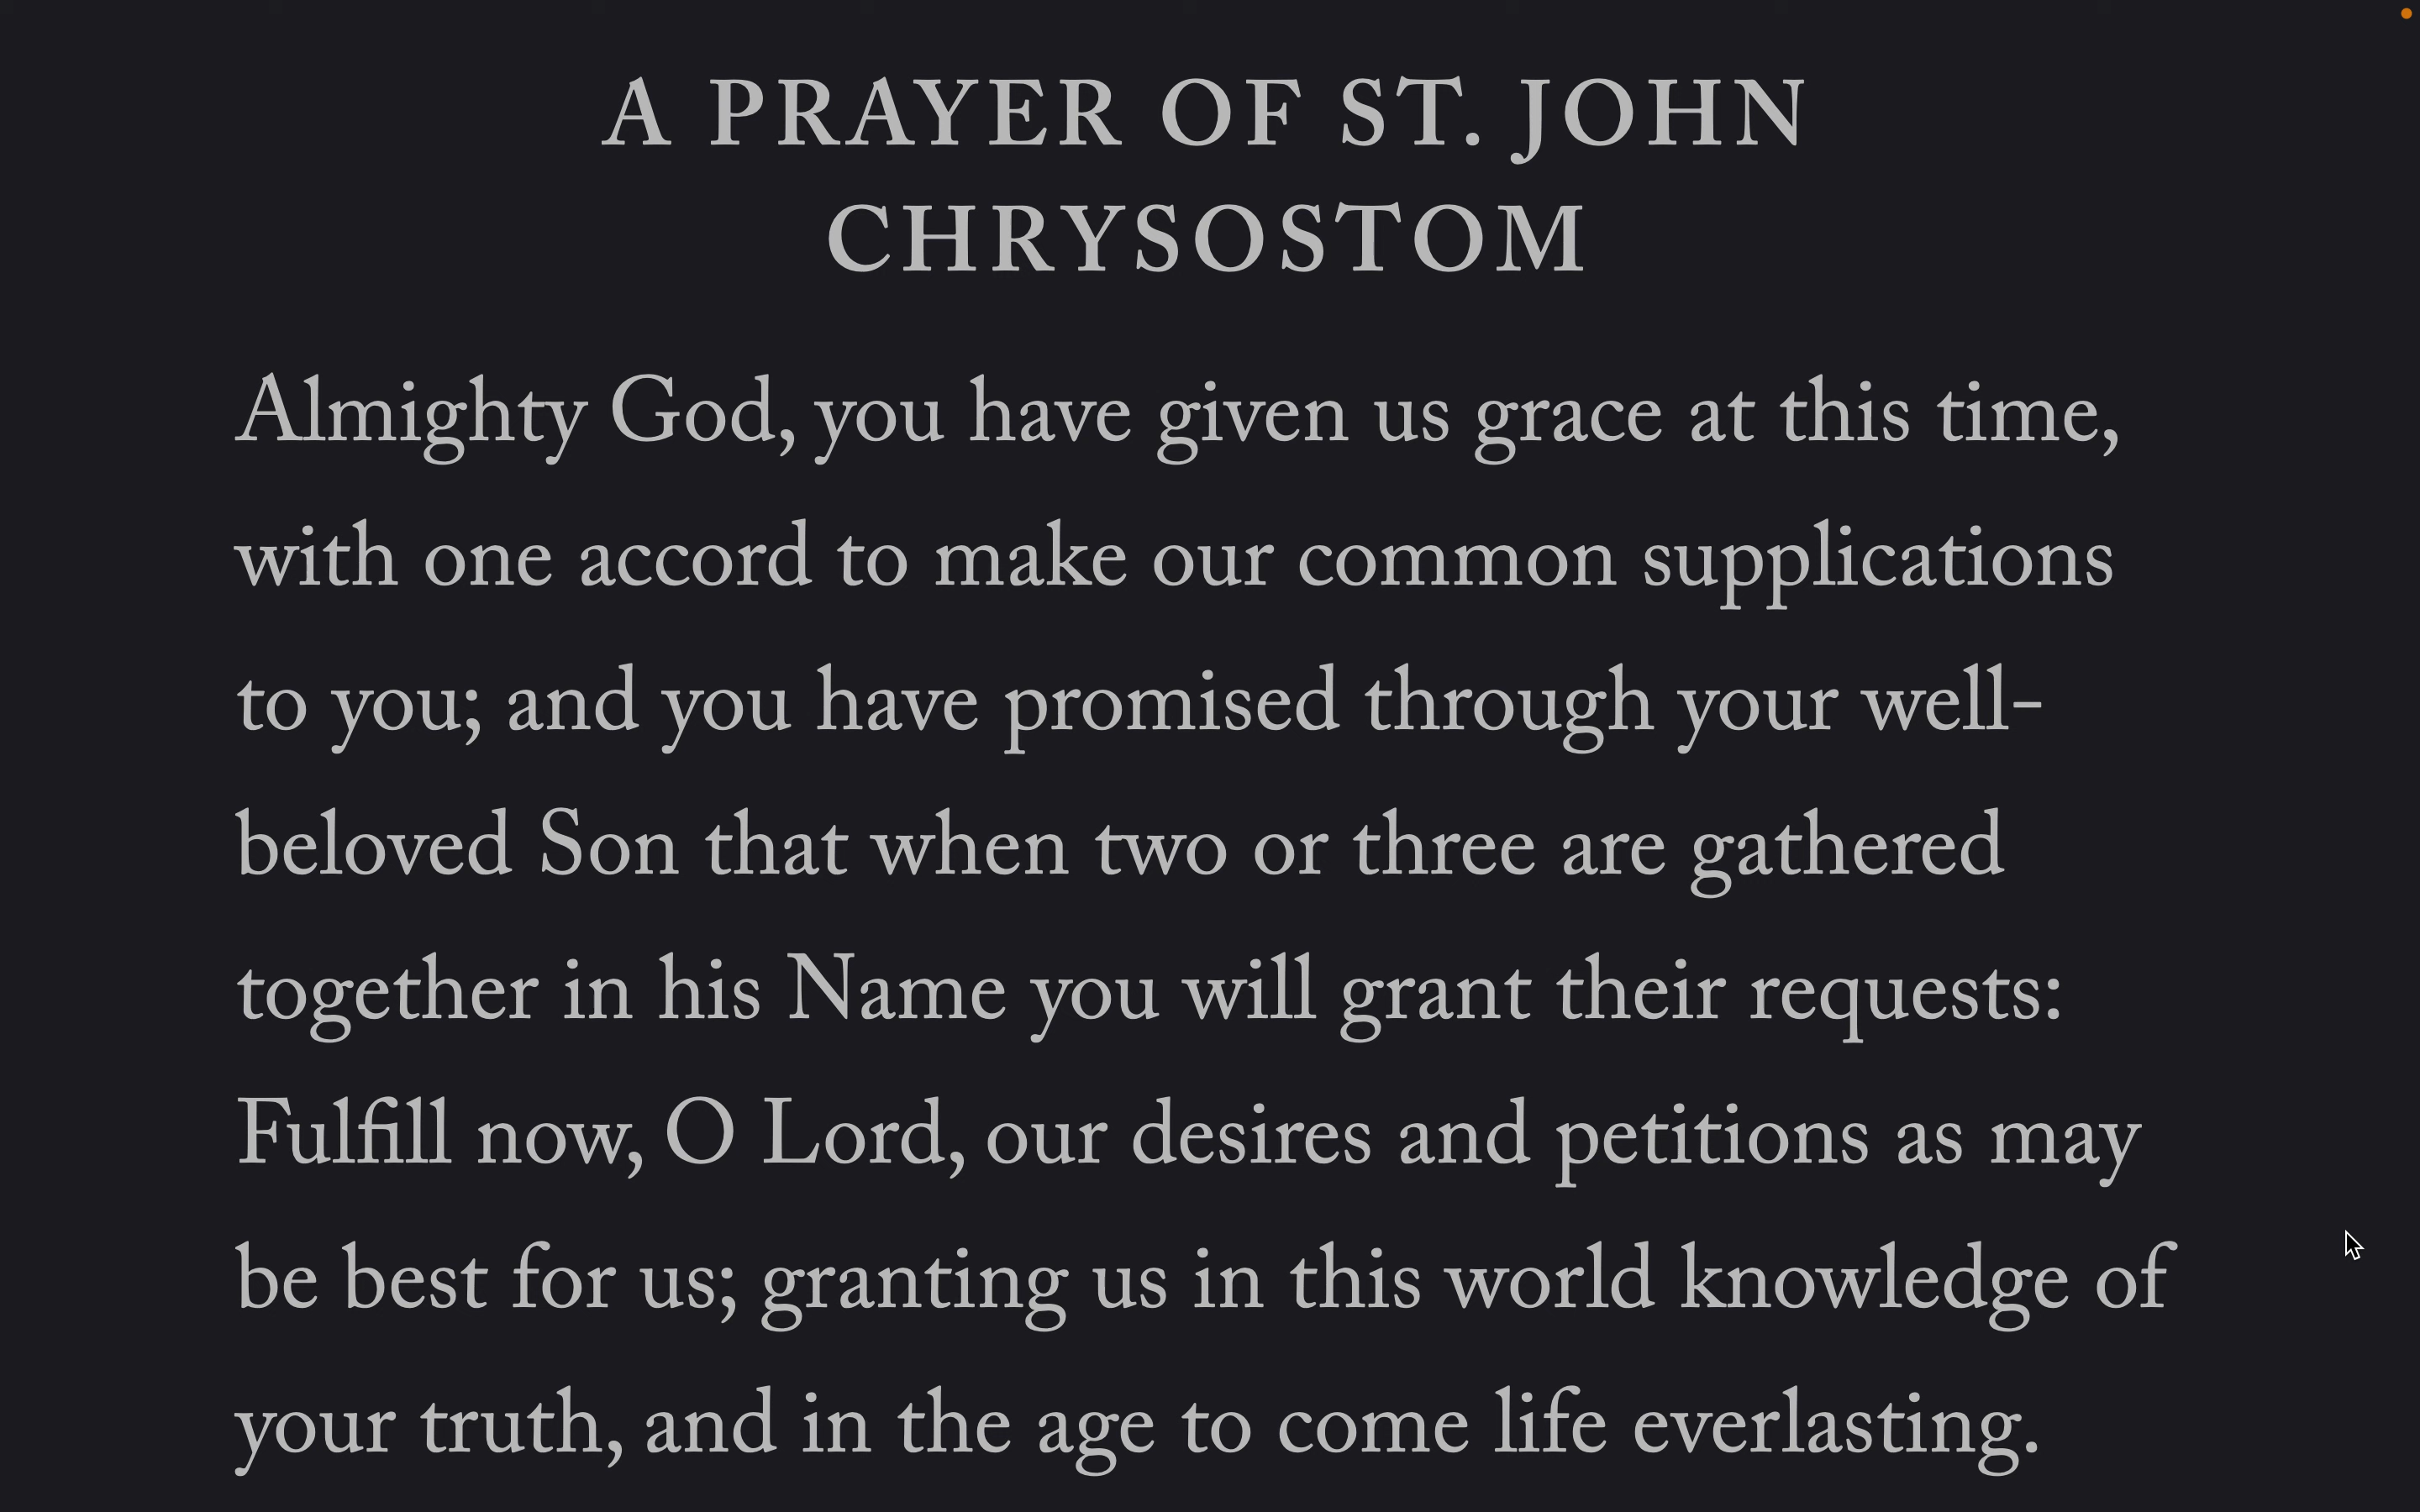 A PRAYER OF ST. JOHN
CHRYSOSTOM
Almighty God, you have given us grace at this time,
with one accord to make our common supplications
to you; and you have promised through your well-
beloved Son that when two or three are gathered
together in his Name you will grant their requests:
Fulfill now, O Lord, our desires and petitions as may
be best for us; granting us in this world knowledge of
your truth, and in the age to come life everlasting.